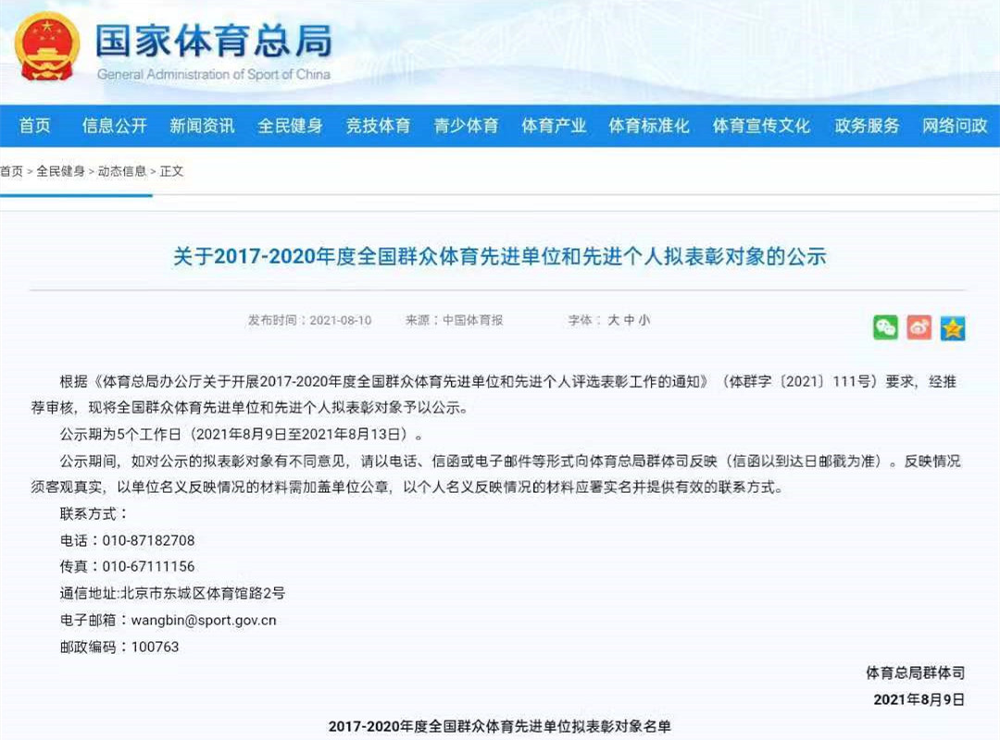 国家体育总局
General Administration of Sport of China
首页 信息公开 新闻资讯 全民健身 竞技体育 青少体育 体育产业 体育标准化 体育宣传文化 政务服务 网络问政
首页 > 全民健身 > 动态信息 > 正文
关于2017-2020年度全国群众体育先进单位和先进个人拟表彰对象的公示
发布时间：2021-08-10 来源：中国体育报 字体： 大 中 小
根据《体育总局办公厅关于开展2017-2020年度全国群众体育先进单位和先进个人评选表彰工作的通知》（体群字〔2021〕111号）要求，经推
荐审核，现将全国群众体育先进单位和先进个人拟表彰对象予以公示。
公示期为5个工作日（2021年8月9日至2021年8月13日）。
公示期间，如对公示的拟表彰对象有不同意见，请以电话、信函或电子邮件等形式向体育总局群体司反映（信函以到达日邮戳为准）。反映情况
须客观真实，以单位名义反映情况的材料需加盖单位公章，以个人名义反映情况的材料应署实名并提供有效的联系方式。
联系方式：
电话：010-87182708
传真：010-67111156
通信地址:北京市东城区体育馆路2号
电子邮箱：wangbin@sport.gov.cn
邮政编码：100763
体育总局群体司
2021年8月9日
2017-2020年度全国群众体育先进单位拟表彰对象名单